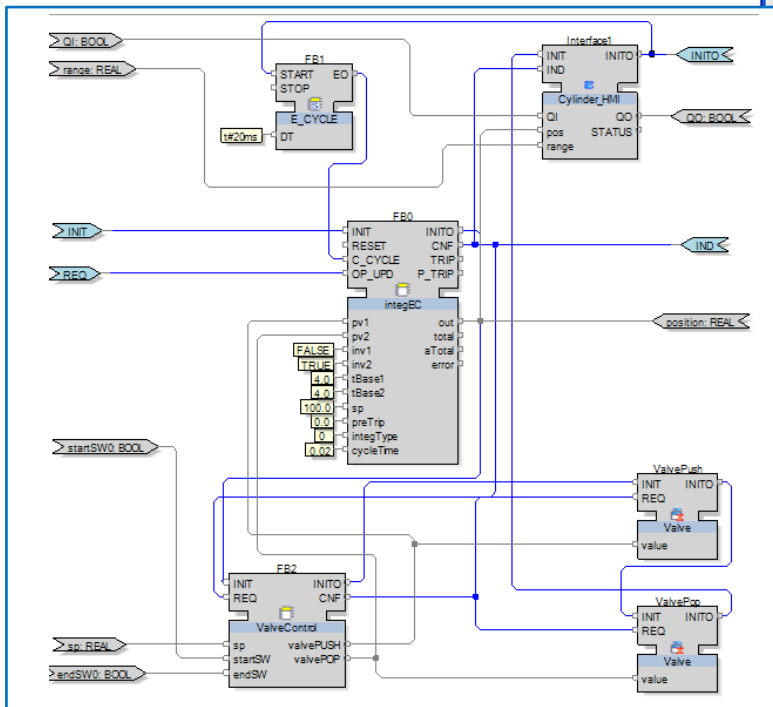 QI: BOOL
range: REAL
FB1
START EO
STOP
E_CYCLE
t#20ms DT
Interface1
INIT INITO
IND
Cylinder_HMI
QI QO
pos STATUS
range
INITO
QO: BOOL
INIT
REQ
FB0
INIT INITO
RESET CNF
C_CYCLE TRIP
OP_UPD P_TRIP
integEC
pv1 out
pv2 total
FALSE inv1 aTotal
TRUE inv2 error
4.0 tBase1
4.0 tBase2
100.0 sp
0.0 preTrip
0 integType
0.02 cycleTime
IND
position: REAL
startSW0: BOOL
sp: REAL
endSW0: BOOL
FB2
INIT INITO
REQ CNF
ValveControl
sp valvePUSH
startSW valvePOP
endSW
ValvePush
INIT INITO
REQ
Valve
value
ValvePop
INIT INITO
REQ
Valve
value